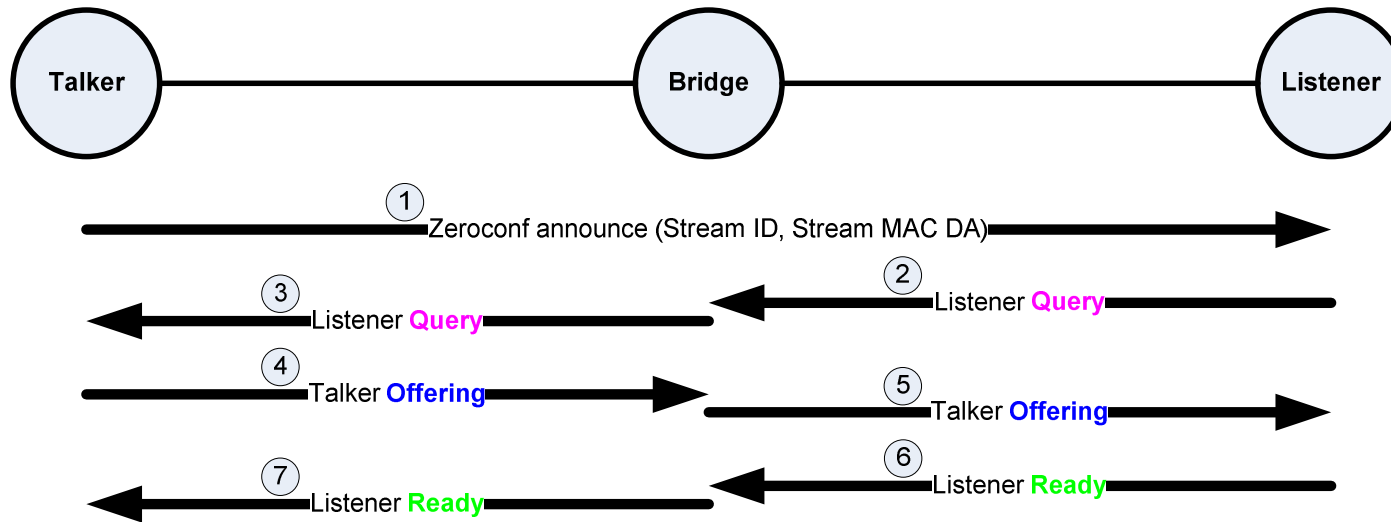 Talker
Bridge
Listener
1
Zeroconf announce (Stream ID, Stream MAC DA)
2
Listener Query
3
Listener Query
4
Talker Offering
5
Talker Offering
6
Listener Ready
7
Listener Ready